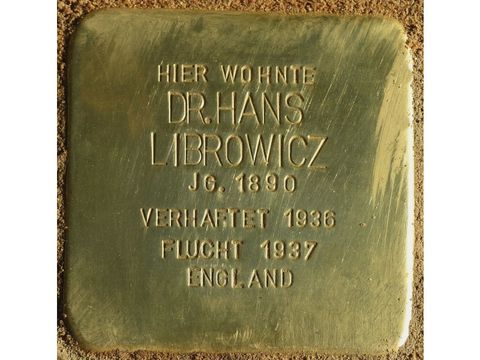 HIER WOHNTE
DR. HANS
LIBROWICZ
JG. 1890
VERHAFTET 1936
FLUCHT 1937
ENGLAND